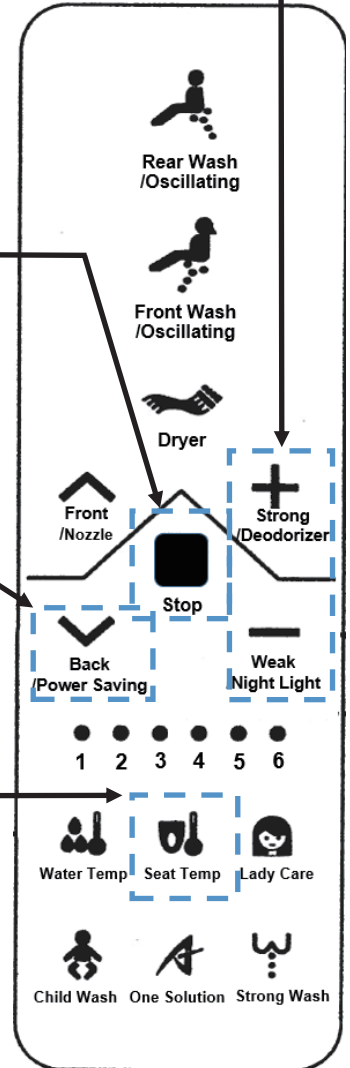 Rear Wash
/Oscillating
Front Wash
/Oscillating
Dryer
Front
/Nozzle
Strong
/Deodorizer
Stop
Back
/Power Saving
Weak
Night Light
1 2 3 4 5 6
Water Temp Seat Temp Lady Care
Child Wash One Solution Strong Wash